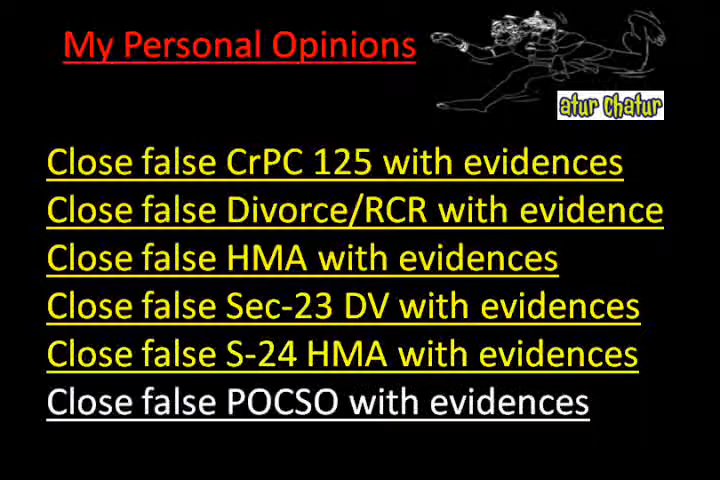 My Personal Opinions
atur chatur
Close false CrPC 125 with evidences
Close false Divorce/RCR with evidence
Close false HMA with evidences
Close false Sec-23 DV with evidences
Close false S-24 HMA with evidences
Close false POCSO with evidences